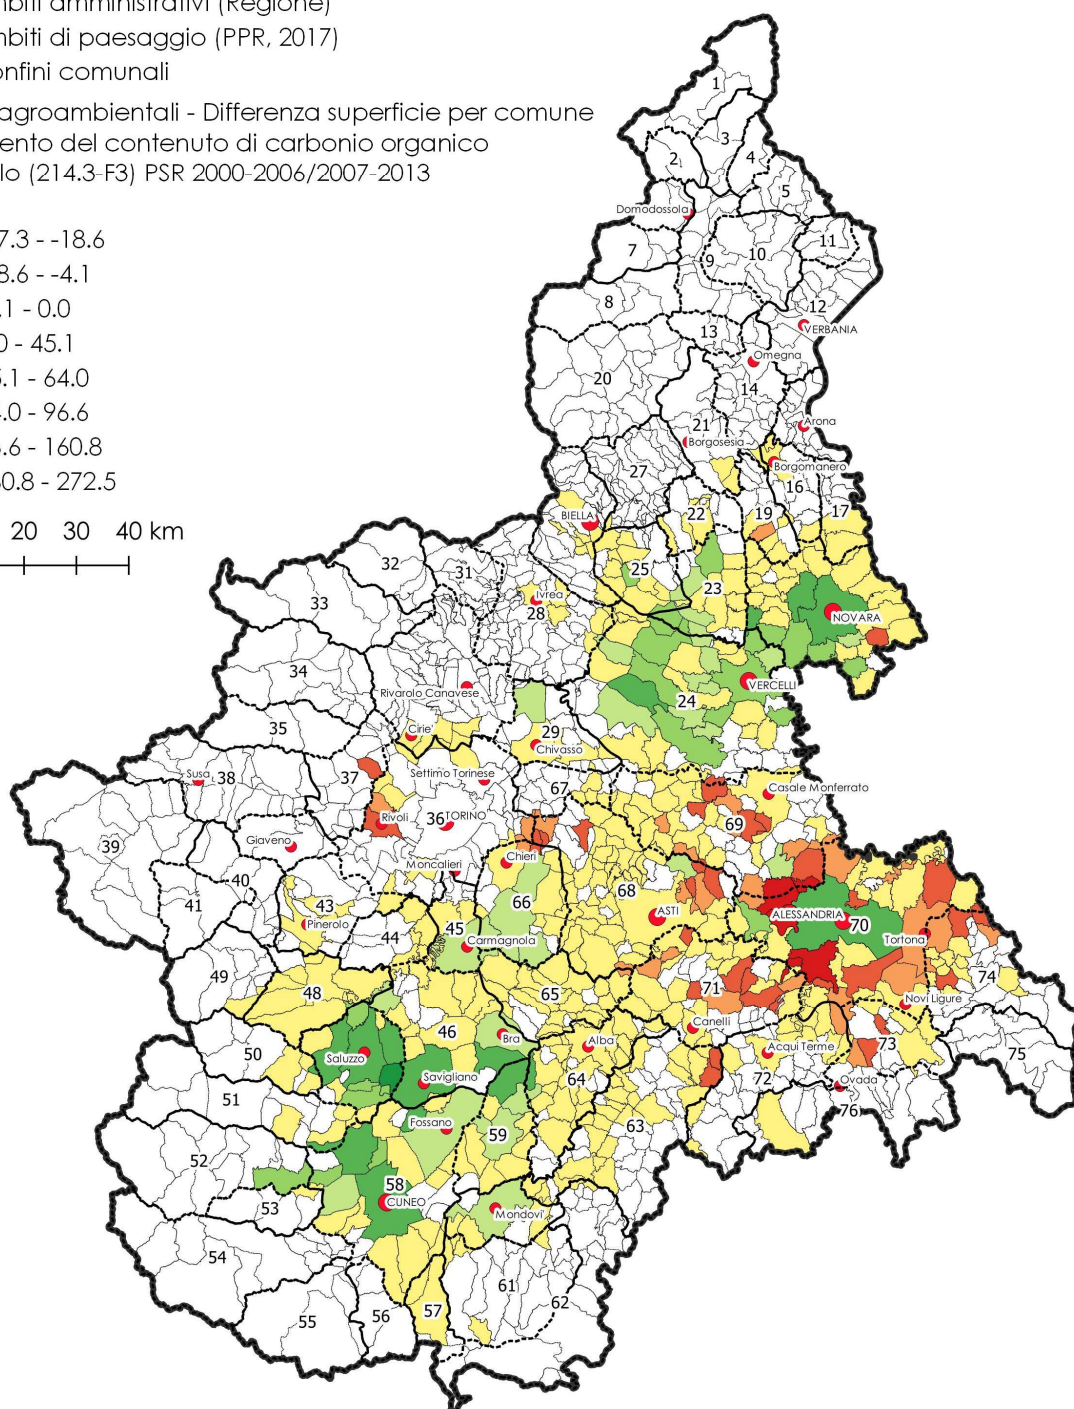 mbiti amministrativi (Regione)
mbiti di paesaggio (PPR, 2017)
onfini comunali
agroambientali - Differenza superficie per comune
ento del contenuto di carbonio organico
lo (214.3-F3) PSR 2000-2006/2007-2013
7.3 - -18.6
8.6 - -4.1
.1 - 0.0
0 - 45.1
5.1 - 64.0
4.0 - 96.6
6.6 - 160.8
60.8 - 272.5
20 30 40 km
1
3
2
4
5
Domodossola
7
9
10
11
8
12
13
VERBANIA
Omegna
20
14
21
Arona
Borgosesia
27
Borgomanero
16
BIELLA
22
19
17
32
31
25
23
33
Ivrea
28
NOVARA
34
Rivarolo Canavese
VERCELLI
24
35
Cirie'
29
Chivasso
Susa
38
37
Settimo Torinese
67
Casale Monferrato
39
Rivoli
36
TORINO
69
Giaveno
Moncalieri
Chieri
40
41
43
66
68
ASTI
ALESSANDRIA
70
Pinerolo
44
45
Carmagnola
Tortona
49
48
65
71
74
Novi Ligure
46
Bra
Canelli
50
Saluzzo
Alba
Acqui Terme
73
75
Savigliano
64
72
Ovada
51
76
Fossano
59
63
52
58
CUNEO
53
Mondovi'
54
61
57
62
55
56